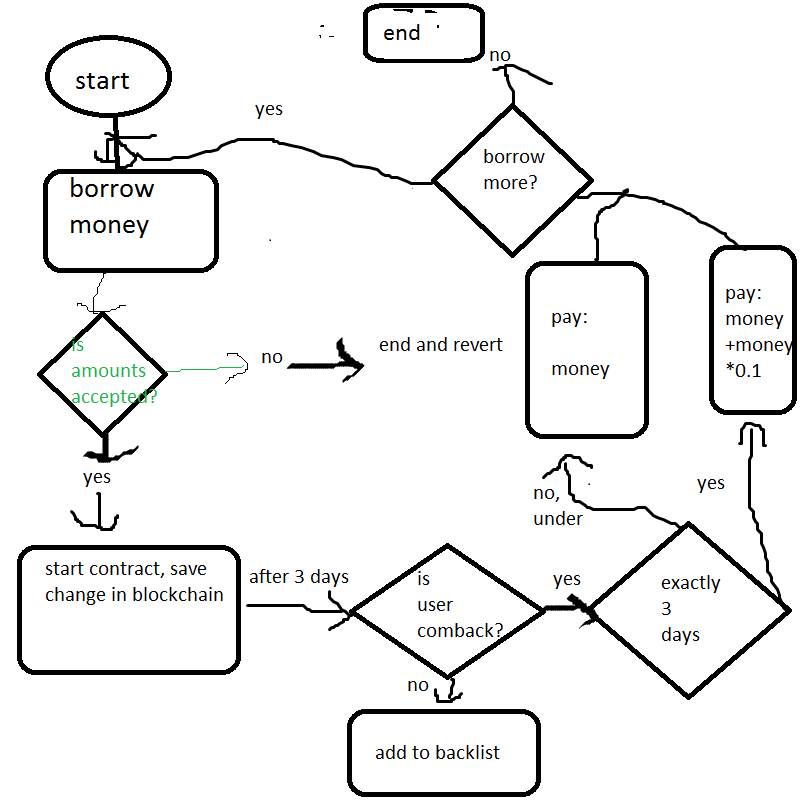 end
no
start
yes
borrow
more?
borrow
money
pay:
money
+money
*0.1
pay:
money
is
amounts
accepted?
no
end and revert
yes
no,
under
yes
start contract, save
change in blockchain
after 3 days
is
user
comback?
yes
exactly
3
days
no
add to backlist